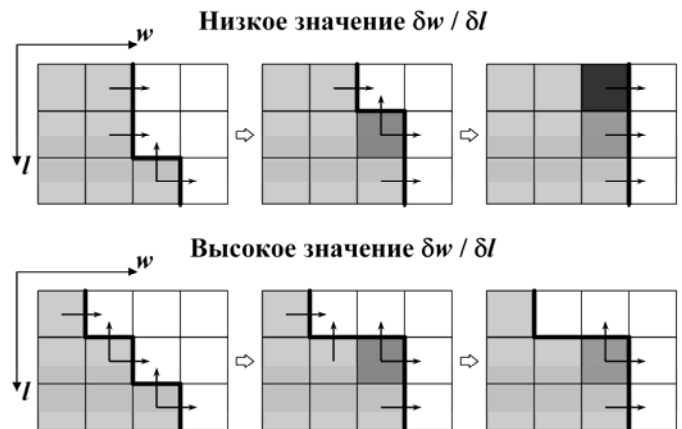 Низкое значение δw / δl
w
l
Высокое значение δw / δl
w
l